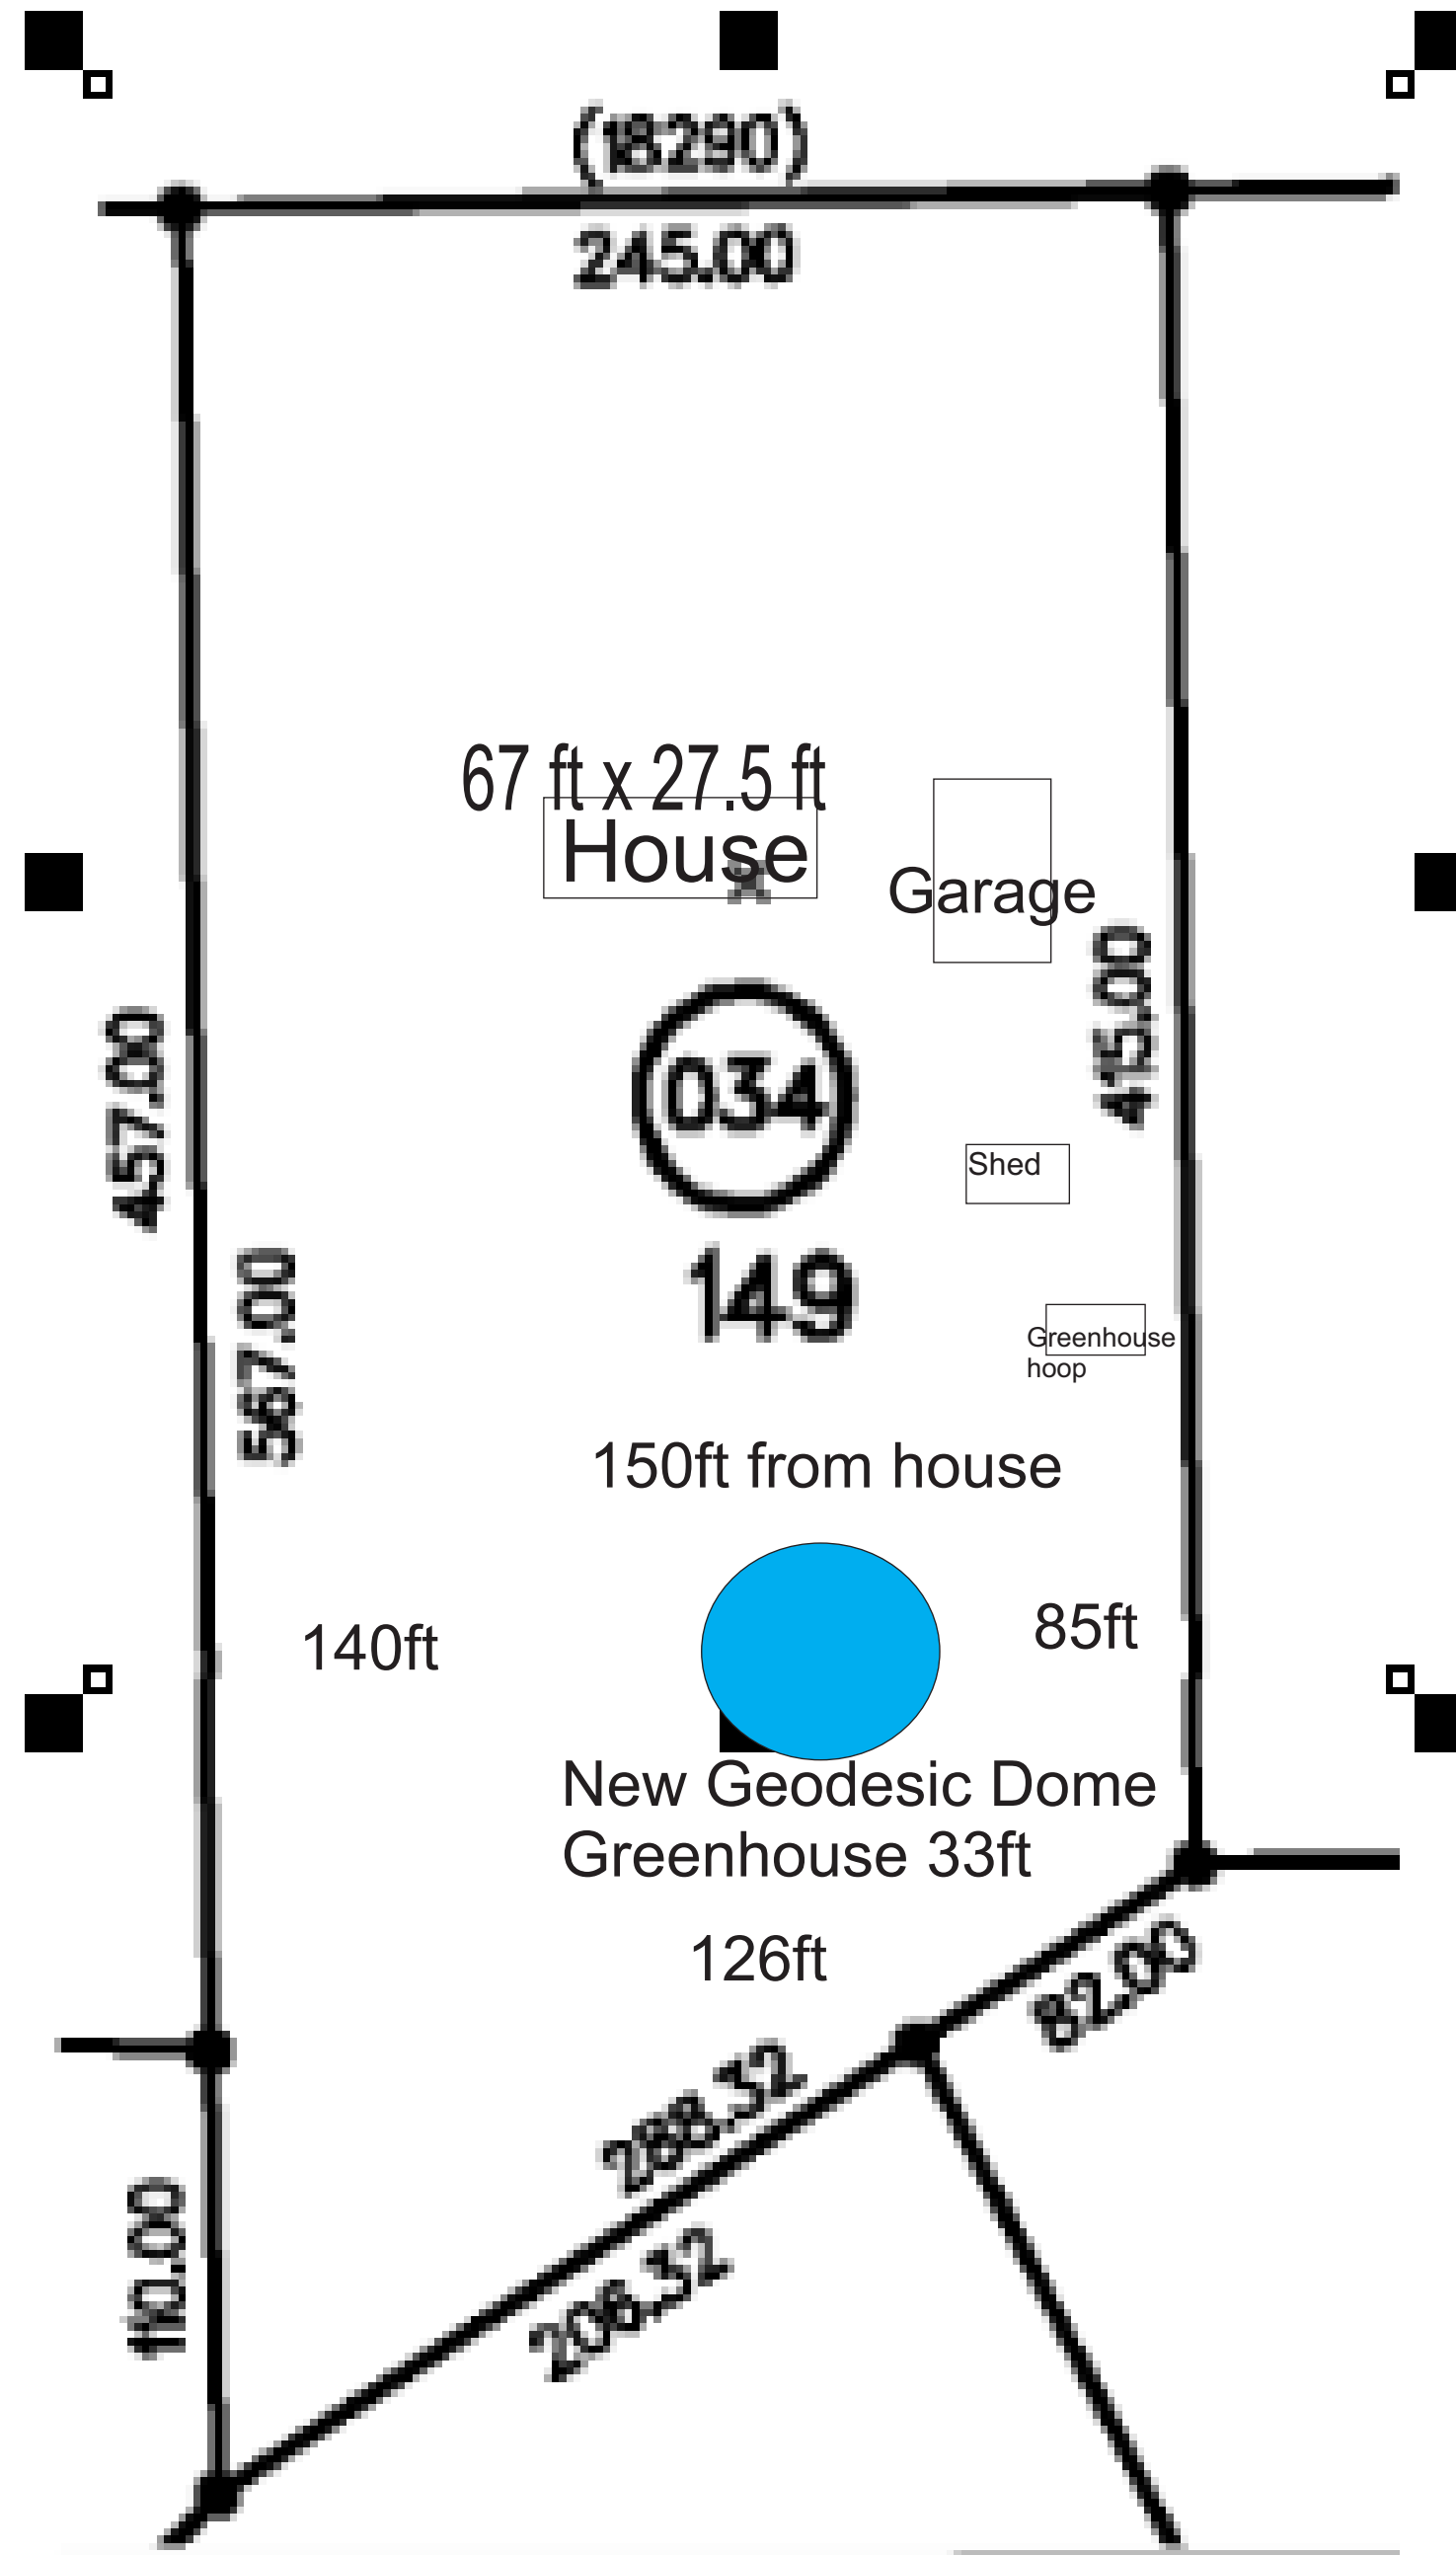 (18290)
245.00
67 ft x 27.5 ft
House
Garage
415.00
457.00
034
Shed
149
567.00
Greenhouse
hoop
150ft from house
140ft
85ft
New Geodesic Dome
Greenhouse 33ft
126ft
82.00
288.32
110.00
206.32